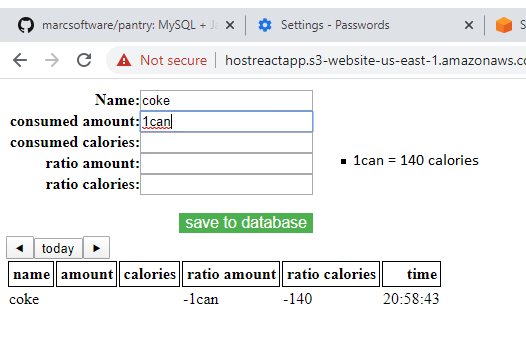 marcsoftware/pantry: MySQL + J
Settings - Passwords
S
Not secure | hostreactapp.s3-website-us-east-1.amazonaws.co
Name: coke
consumed amount: 1can
consumed calories:
ratio amount:
ratio calories:
1can = 140 calories
save to database
today
name amount calories ratio amount ratio calories time
coke -1can -140 20:58:43